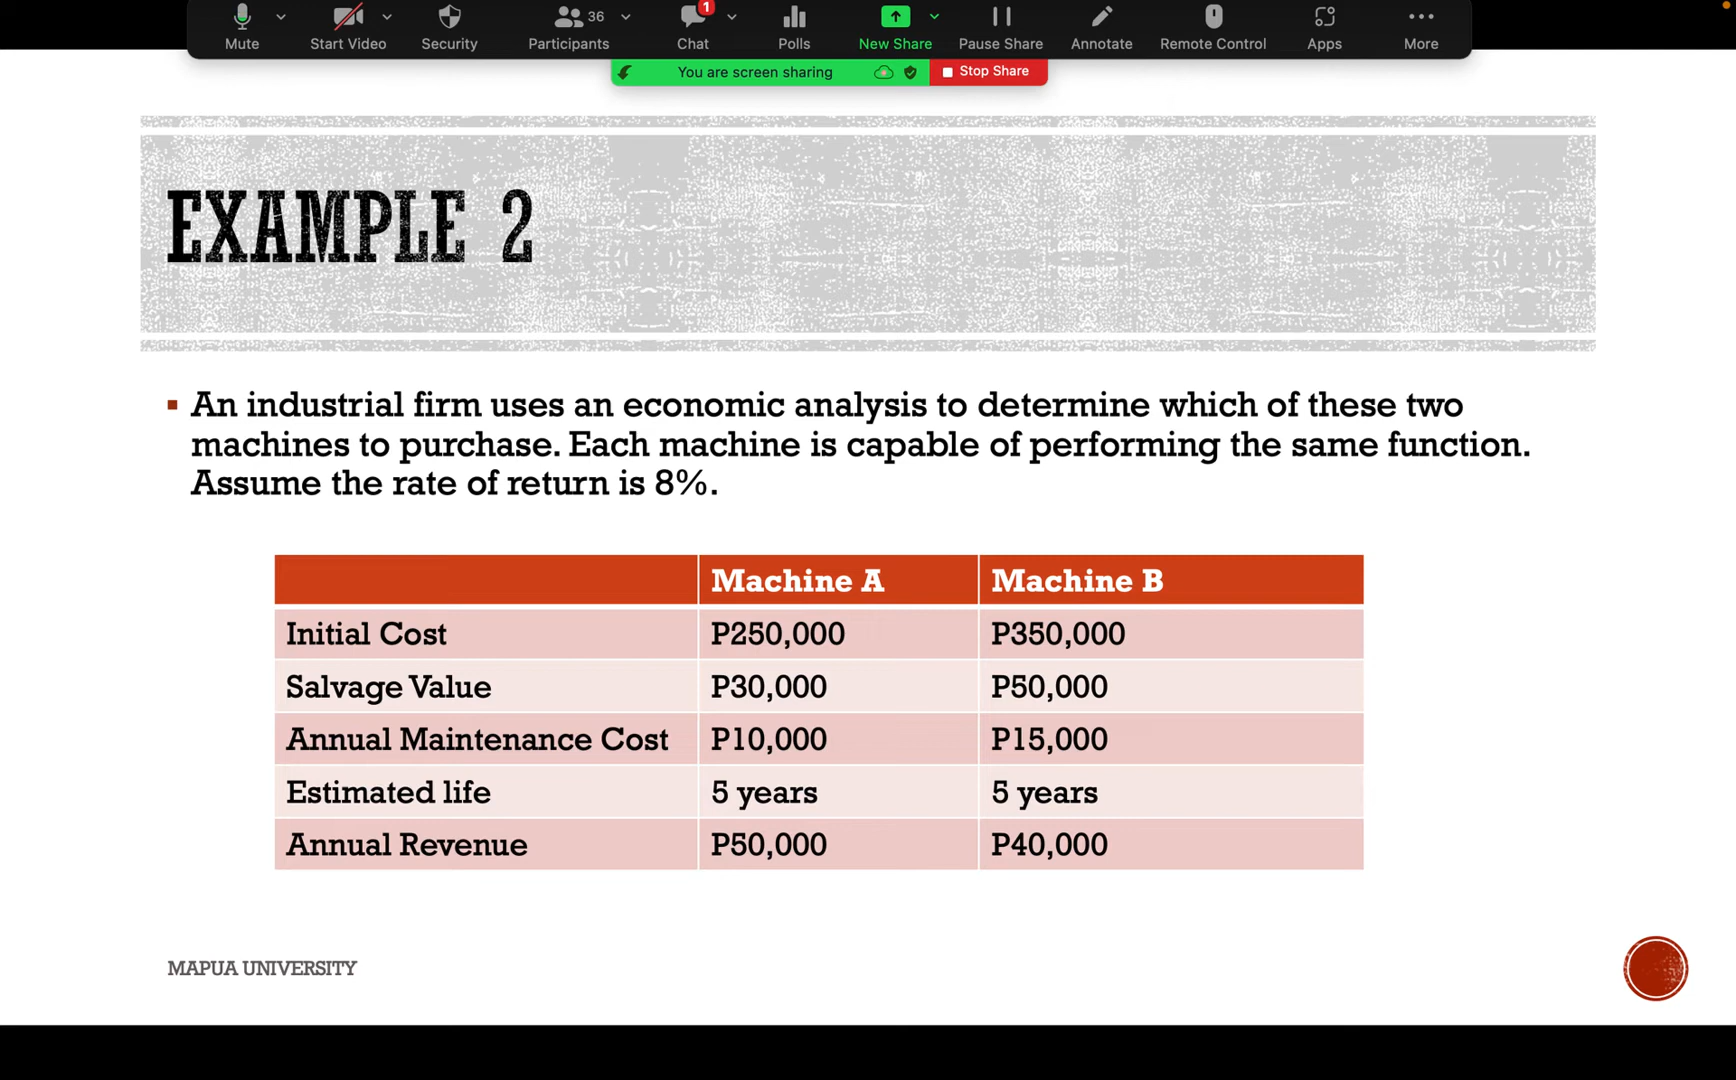 Mute
Start Video
Security
Participants
36
Chat
1
Polls
New Share
Pause Share
Annotate
Remote Control
Apps
More
You are screen sharing
Stop Share
EXAMPLE 2
An industrial firm uses an economic analysis to determine which of these two
machines to purchase. Each machine is capable of performing the same function.
Assume the rate of return is 8%.
Machine A Machine B
Initial Cost P250,000 P350,000
Salvage Value P30,000 P50,000
Annual Maintenance Cost P10,000 P15,000
Estimated life 5 years 5 years
Annual Revenue P50,000 P40,000
MAPUA UNIVERSITY